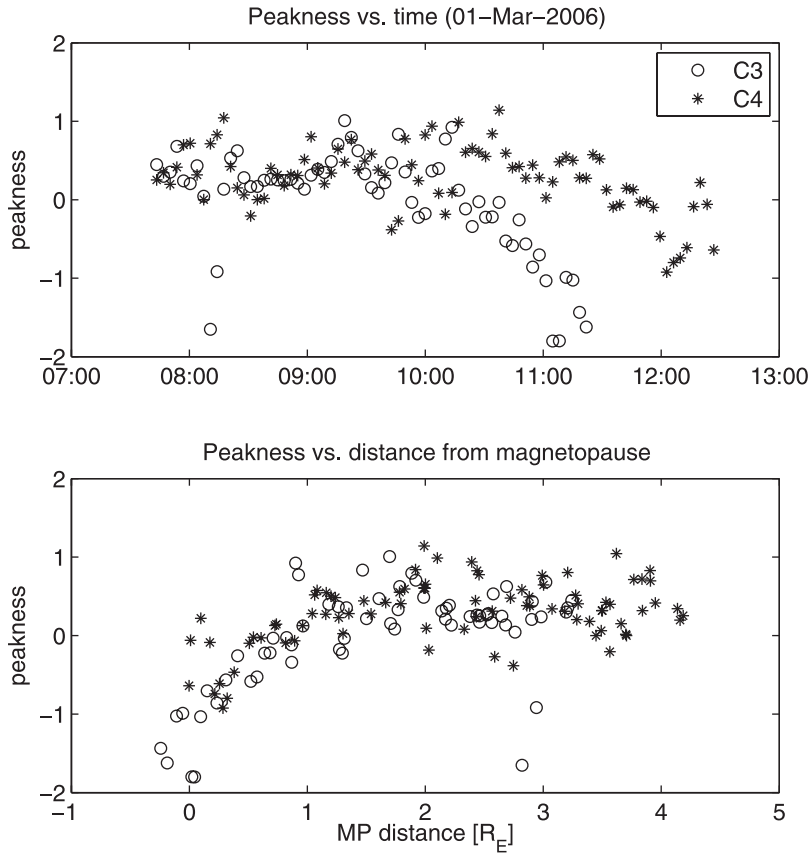 Peakness vs. time (01−Mar−2006)
2
1
0
−1
−2
peakness
C3
C4
07:00 08:00 09:00 10:00 11:00 12:00 13:00
Peakness vs. distance from magnetopause
2
1
0
−1
−2
peakness
−1 0 1 2 3 4 5
MP distance [R_E]